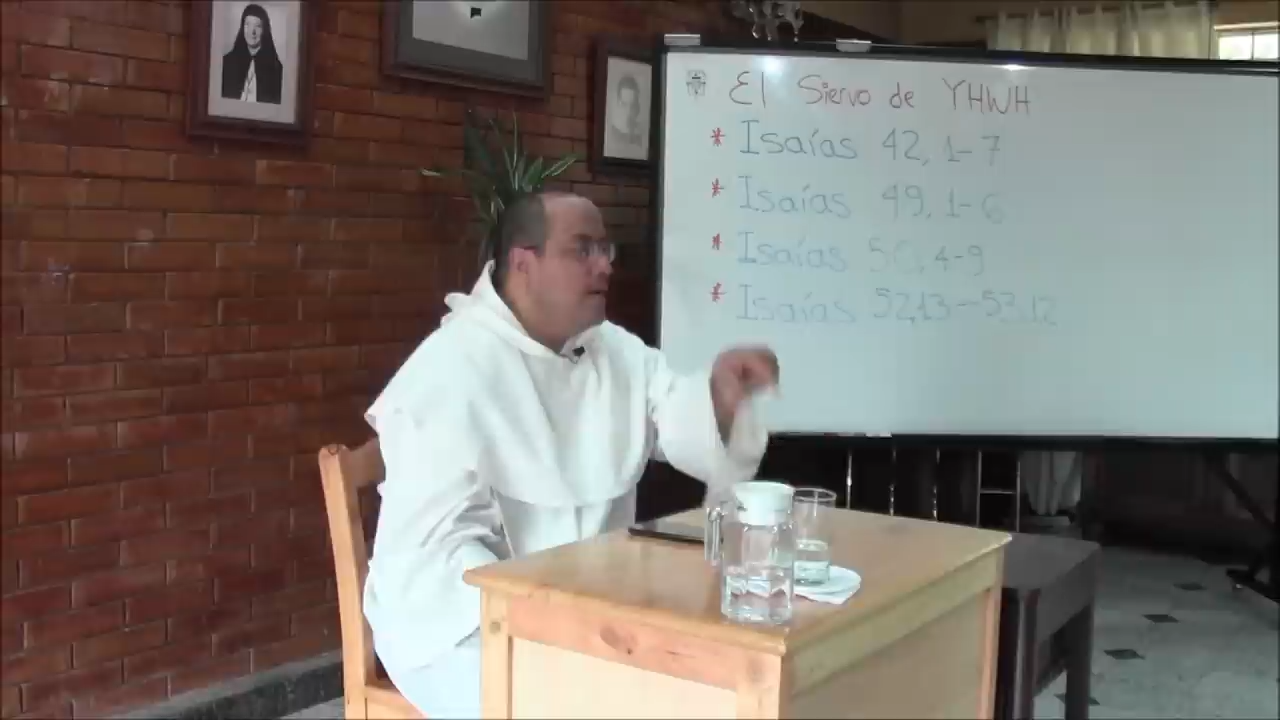 El Siervo de YHWH
* Isaías 42, 1-7
* Isaías 49, 1-6
* Isaías 50, 4-9
* Isaías 52,13-53,12